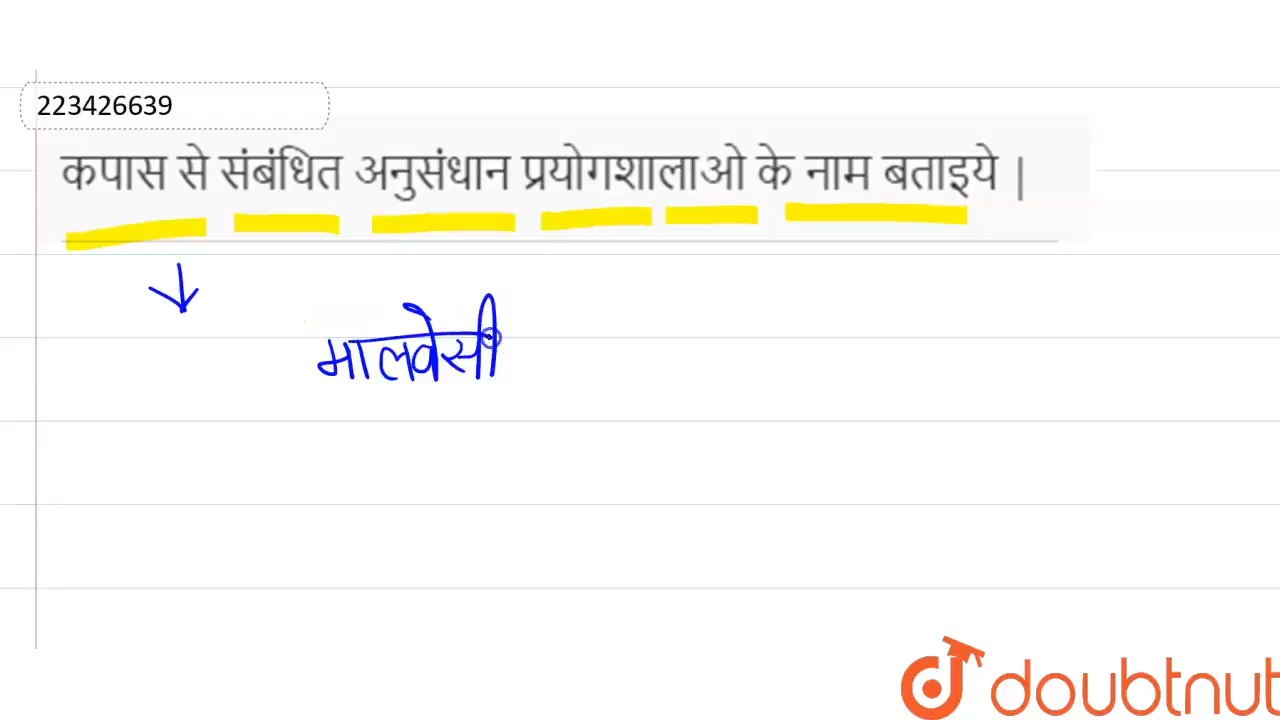 223426639
कपास से संबंधित अनुसंधान प्रयोगशालाओ के नाम बताइये |
मालवेसी
doubtnut